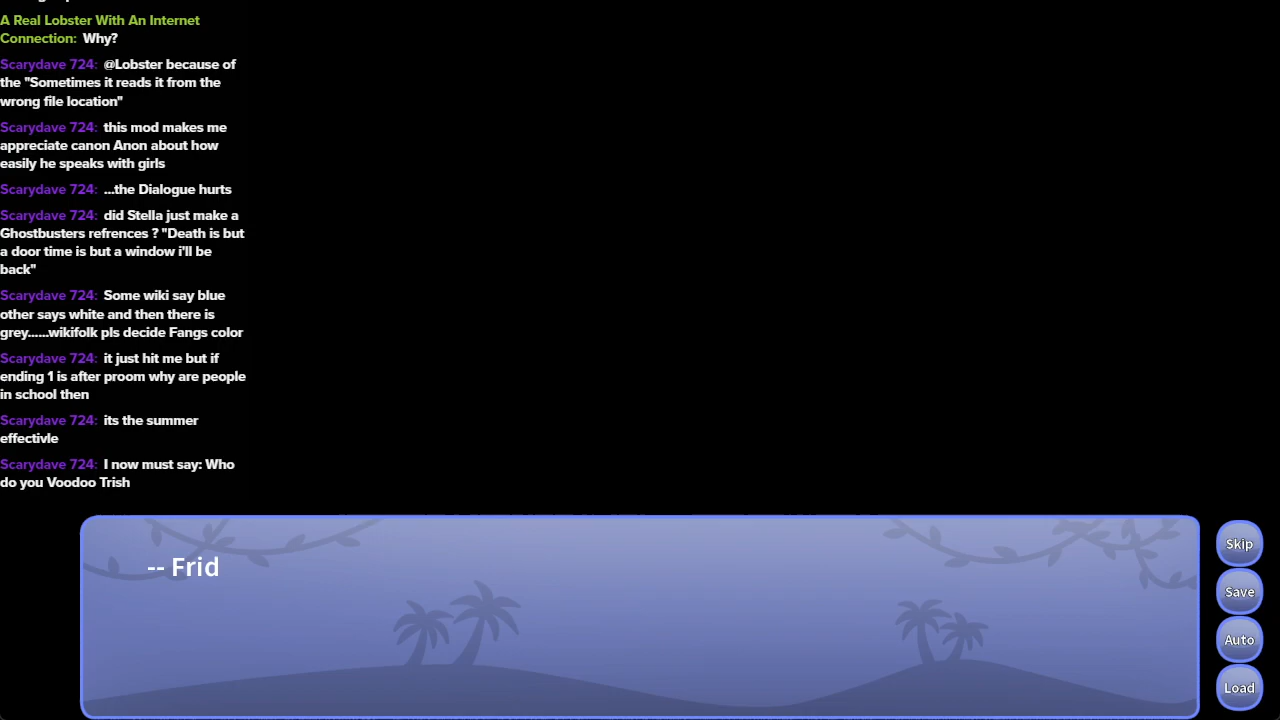 A Real Lobster With An Internet
Connection: Why?
Scarydave 724: @Lobster because of
the "Sometimes it reads it from the
wrong file location"
Scarydave 724: this mod makes me
appreciate canon Anon about how
easily he speaks with girls
Scarydave 724: ...the Dialogue hurts
Scarydave 724: did Stella just make a
Ghostbusters refrences ? "Death is but
a door time is but a window i'll be
back"
Scarydave 724: Some wiki say blue
other says white and then there is
grey......wikifolk pls decide Fangs color
Scarydave 724: it just hit me but if
ending 1 is after proom why are people
in school then
Scarydave 724: its the summer
effectivle
Scarydave 724: I now must say: Who
do you Voodoo Trish
-- Frid
Skip
Save
Auto
Load